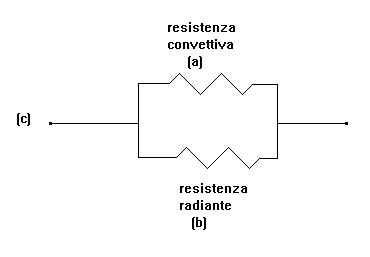 resistenza
convettiva
(a)
(c)
resistenza
radiante
(b)